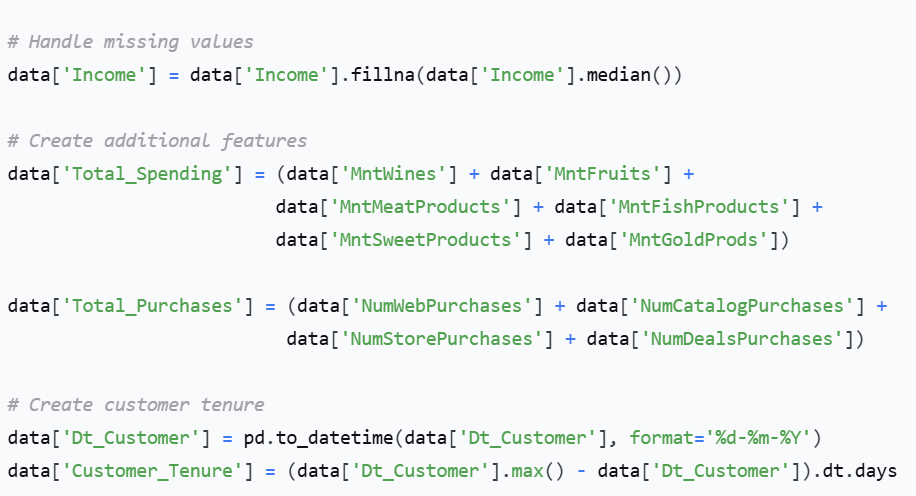 # Handle missing values
data['Income'] = data['Income'].fillna(data['Income'].median())
# Create additional features
data['Total_Spending'] = (data['MntWines'] + data['MntFruits'] +
data['MntMeatProducts'] + data['MntFishProducts'] +
data['MntSweetProducts'] + data['MntGoldProds'])
data['Total_Purchases'] = (data['NumWebPurchases'] + data['NumCatalogPurchases'] +
data['NumStorePurchases'] + data['NumDealsPurchases'])
# Create customer tenure
data['Dt_Customer'] = pd.to_datetime(data['Dt_Customer'], format='%d-%m-%Y')
data['Customer_Tenure'] = (data['Dt_Customer'].max() - data['Dt_Customer']).dt.days